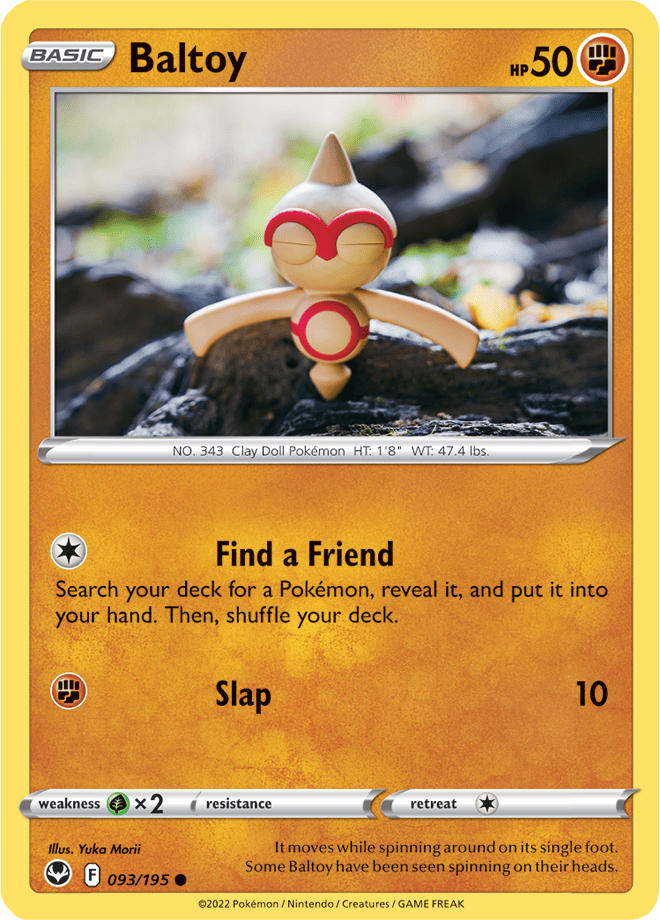 BASIC Baltoy HP 50
NO. 343 Clay Doll Pokémon HT: 1'8" WT: 47.4 lbs.
Find a Friend
Search your deck for a Pokémon, reveal it, and put it into
your hand. Then, shuffle your deck.
Slap 10
weakness ×2 resistance retreat
Illus. Yuka Morii
It moves while spinning around on its single foot.
Some Baltoy have been seen spinning on their heads.
F 093/195
©2022 Pokémon / Nintendo / Creatures / GAME FREAK